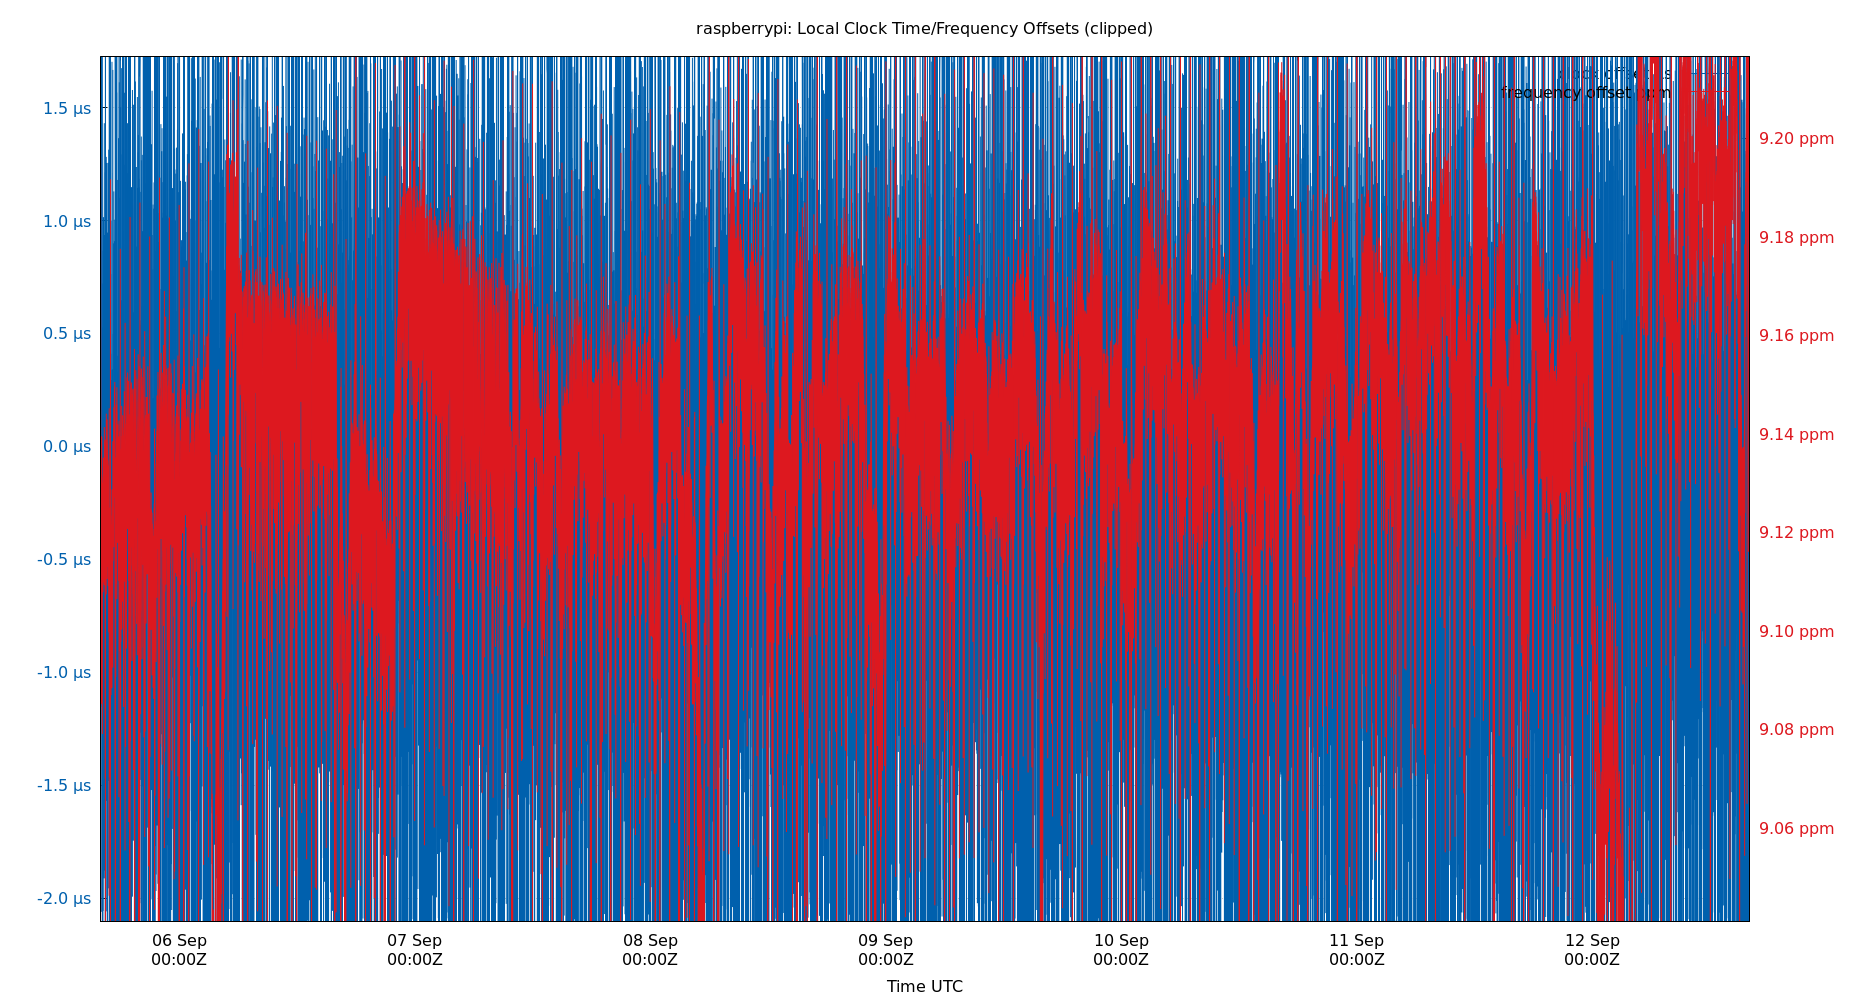 raspberrypi: Local Clock Time/Frequency Offsets (clipped)
frequency offset ppm
1.5 µs
1.0 µs
0.5 µs
0.0 µs
-0.5 µs
-1.0 µs
-1.5 µs
-2.0 µs
9.20 ppm
9.18 ppm
9.16 ppm
9.14 ppm
9.12 ppm
9.10 ppm
9.08 ppm
9.06 ppm
06 Sep
00:00Z
07 Sep
00:00Z
08 Sep
00:00Z
09 Sep
00:00Z
10 Sep
00:00Z
11 Sep
00:00Z
12 Sep
00:00Z
Time UTC